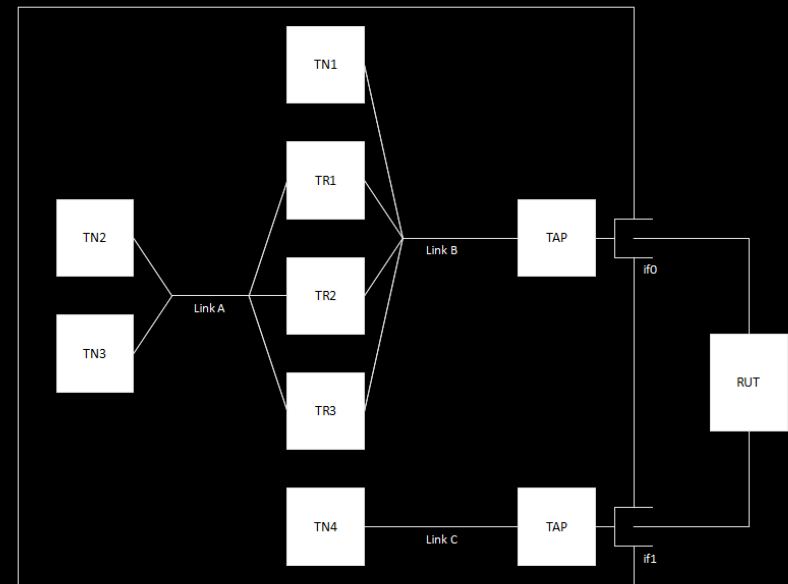 TN1
TR1
TN2
TAP
Link B
if0
TR2
Link A
TN3
RUT
TR3
TN4
TAP
Link C
if1